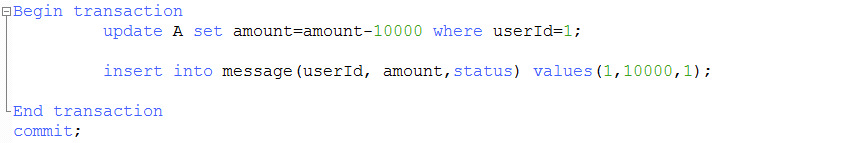 Begin transaction
update A set amount=amount-10000 where userId=1;
insert into message(userId, amount,status) values(1,10000,1);
End transaction
commit;